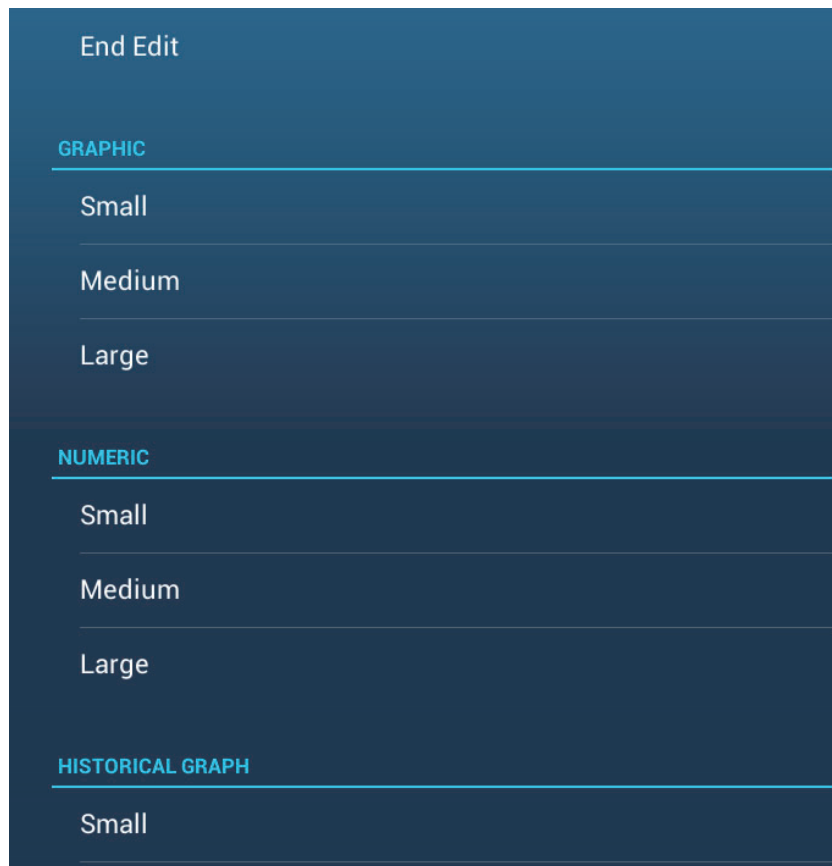 End Edit
GRAPHIC
Small
Medium
Large
NUMERIC
Small
Medium
Large
HISTORICAL GRAPH
Small